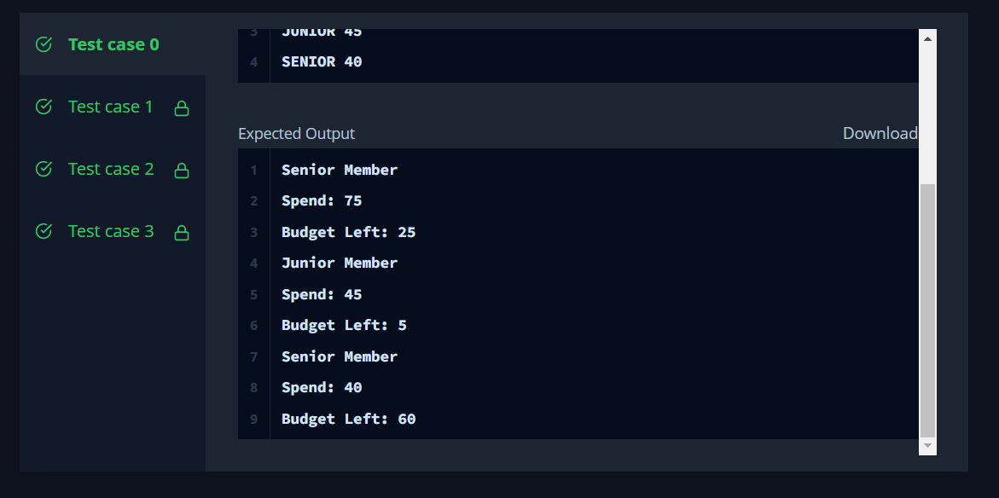 Test case 0
Test case 1
Test case 2
Test case 3
3 JUNIOR 45
4 SENIOR 40
Expected Output Download
1 Senior Member
2 Spend: 75
3 Budget Left: 25
4 Junior Member
5 Spend: 45
6 Budget Left: 5
7 Senior Member
8 Spend: 40
9 Budget Left: 60